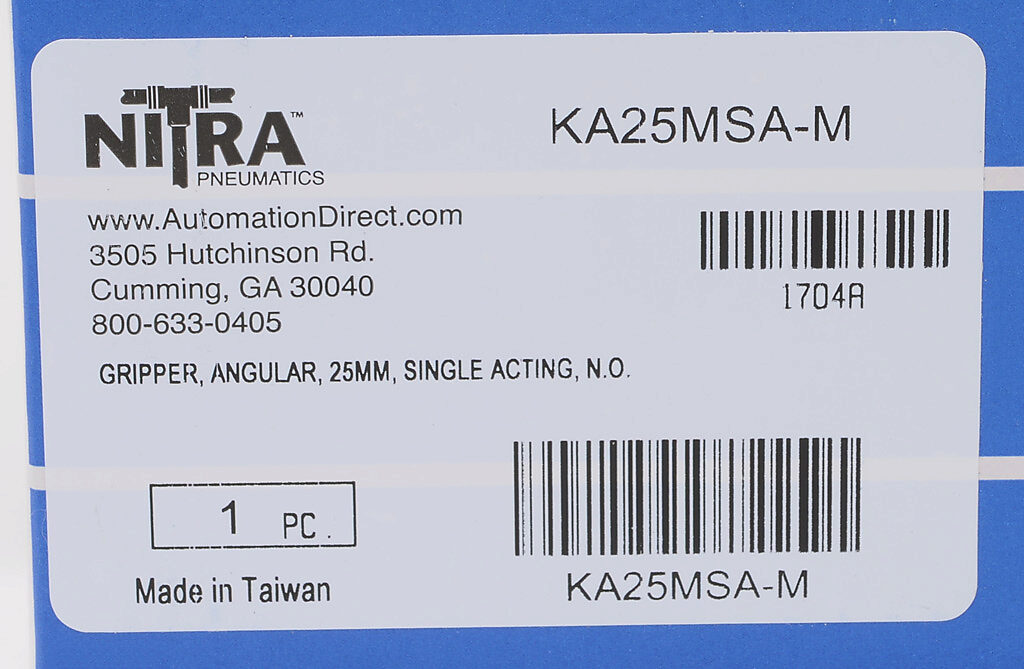 NITRA™
PNEUMATICS
KA25MSA-M
www.AutomationDirect.com
3505 Hutchinson Rd.
Cumming, GA 30040
800-633-0405
1704A
GRIPPER, ANGULAR, 25MM, SINGLE ACTING, N.O.
1 PC.
Made in Taiwan
KA25MSA-M